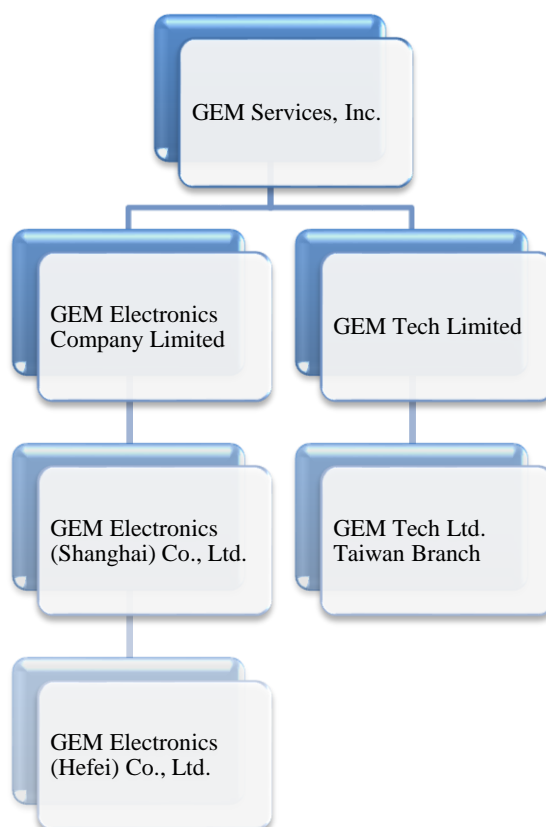 GEM Services, Inc.
GEM Electronics
Company Limited
GEM Tech Limited
GEM Electronics
(Shanghai) Co., Ltd.
GEM Tech Ltd.
Taiwan Branch
GEM Electronics
(Hefei) Co., Ltd.